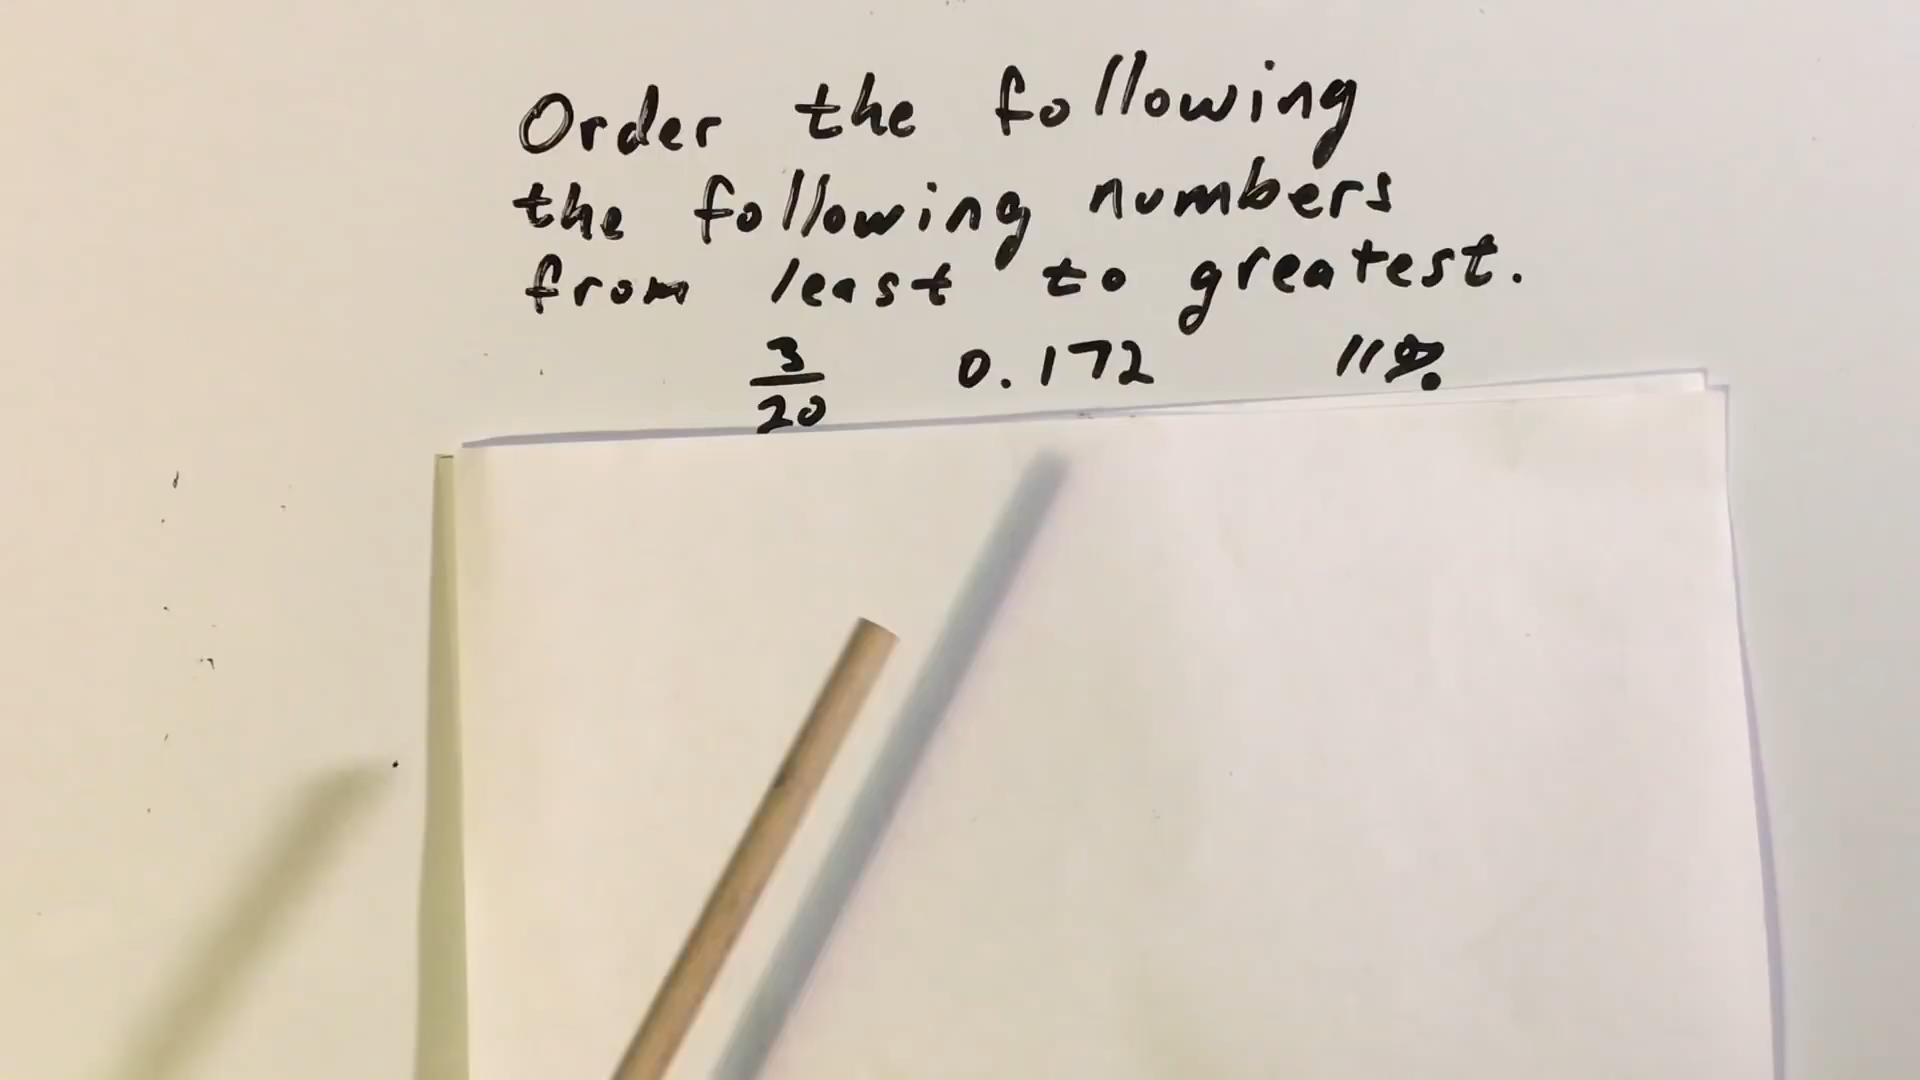 Order the following
the following numbers
from least to greatest.
3/20 0.172 11%